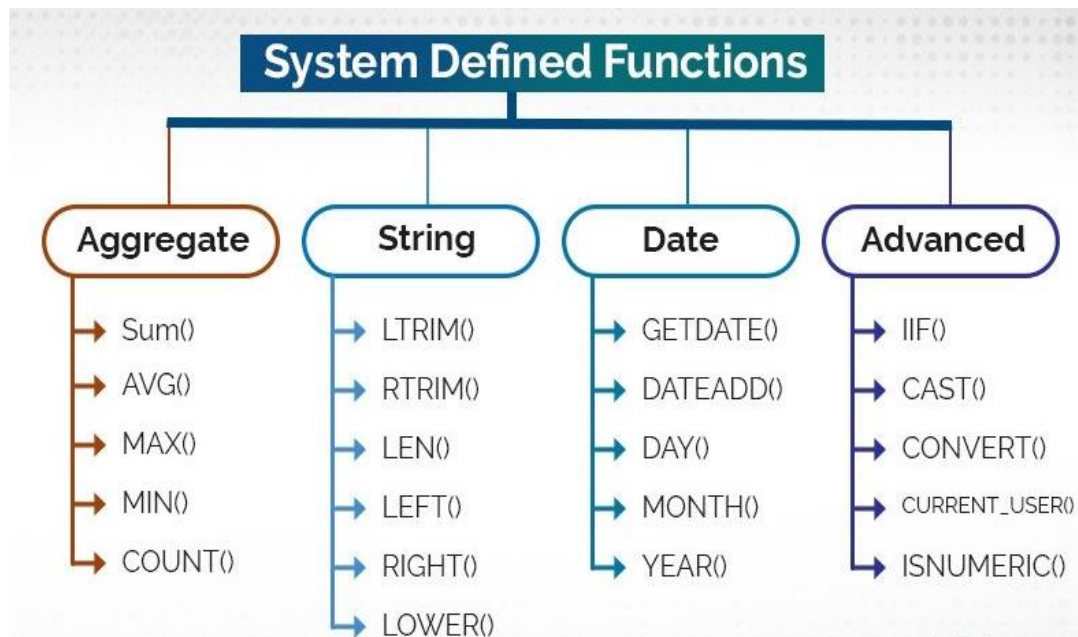 System Defined Functions
Aggregate
Sum()
AVG()
MAX()
MIN()
COUNT()
String
LTRIM()
RTRIM()
LEN()
LEFT()
RIGHT()
LOWER()
Date
GETDATE()
DATEADD()
DAY()
MONTH()
YEAR()
Advanced
IIF()
CAST()
CONVERT()
CURRENT_USER()
ISNUMERIC()